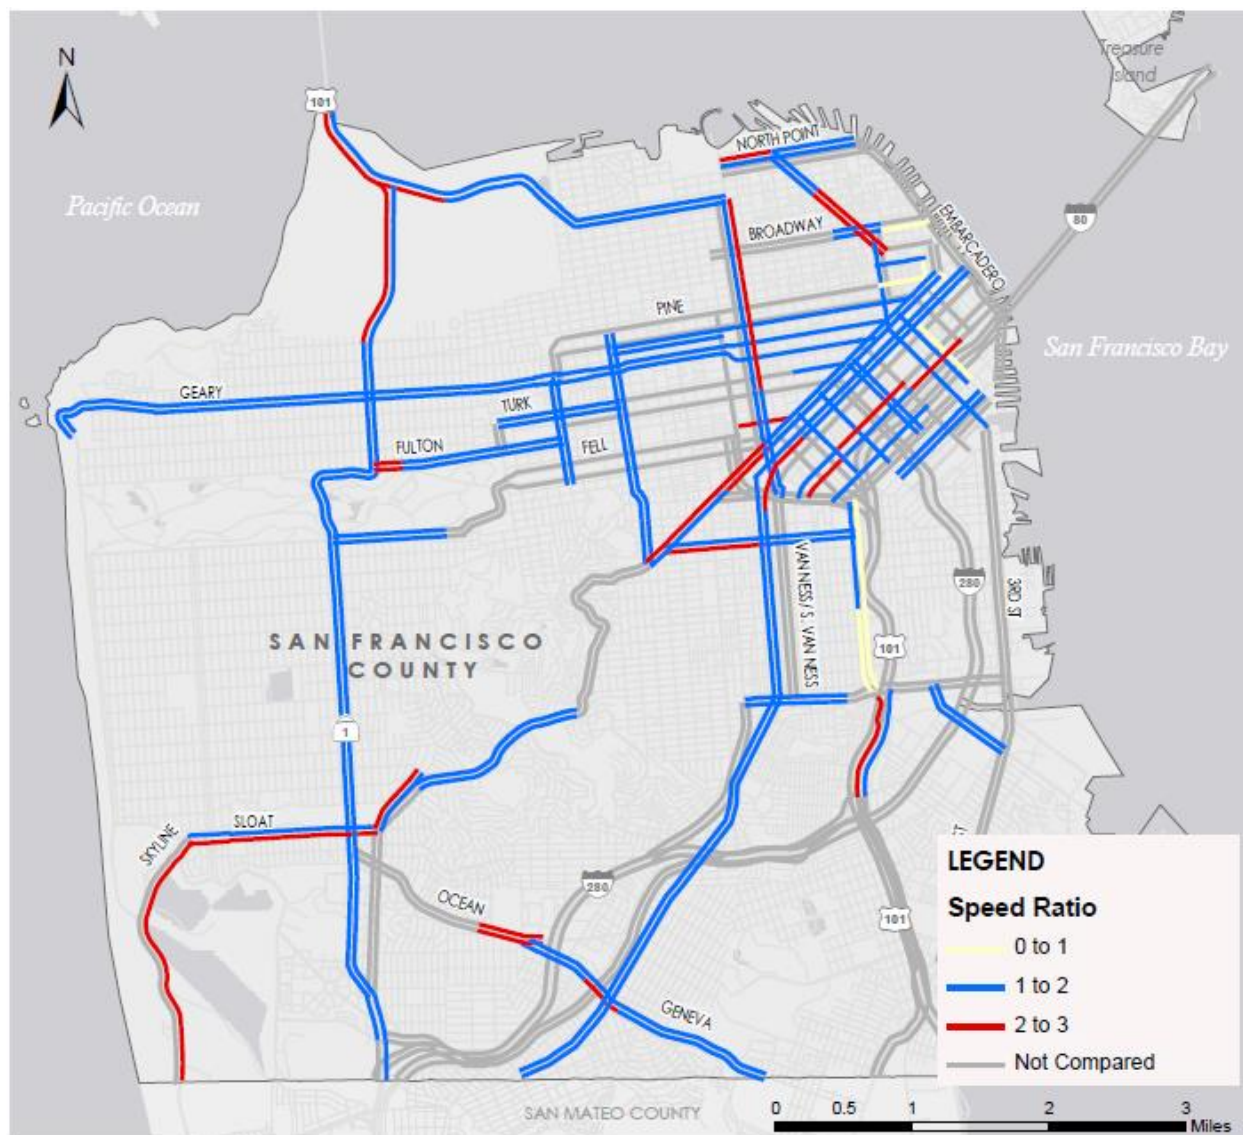 N
101
Treasure
Island
Pacific Ocean
NORTH POINT
80
BROADWAY
EMBARCADERO
PINE
San Francisco Bay
GEARY
TURK
FULTON
FELL
VAN NESS/ S. VAN NESS
280
3RD ST
SAN FRANCISCO
COUNTY
101
1
SLOAT
SKYLINE
280
OCEAN
101
GENEVA
LEGEND
Speed Ratio
0 to 1
1 to 2
2 to 3
Not Compared
SAN MATEO COUNTY
0 0.5 1 2 3
Miles